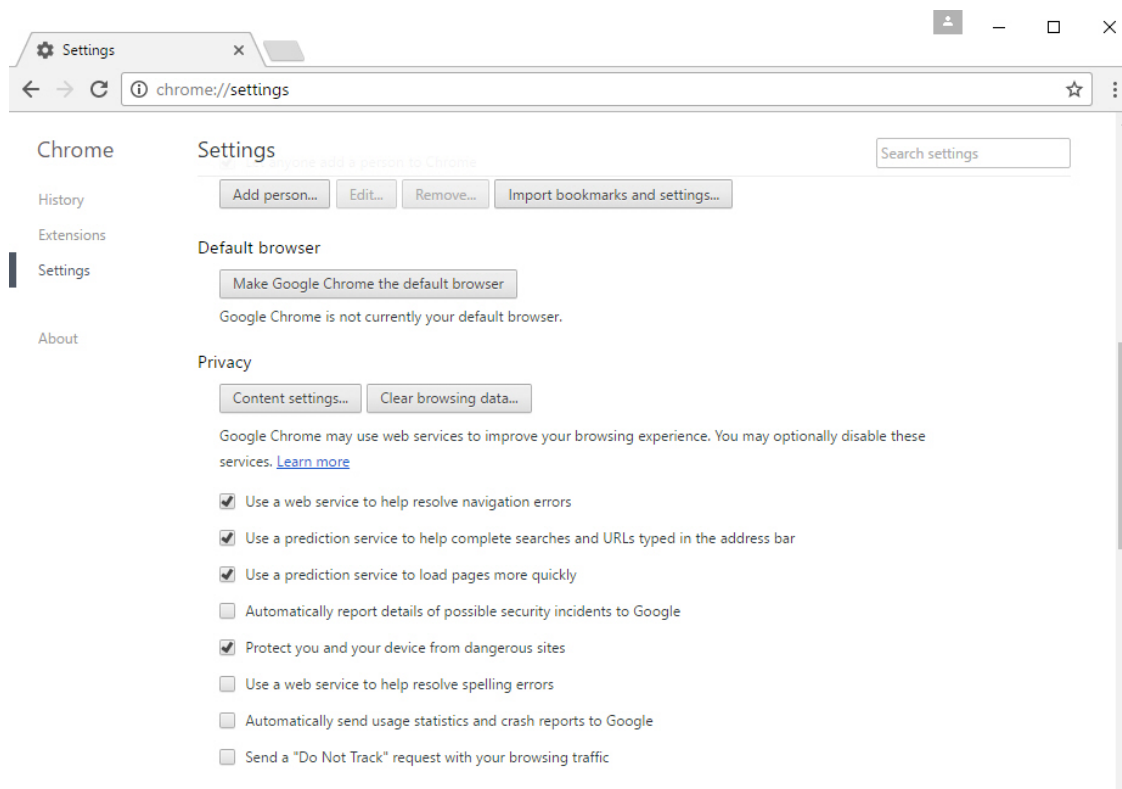 Settings
chrome://settings
Chrome
Settings
Search settings
anyone add a person to Chrome
History
Add person... Edit... Remove... Import bookmarks and settings...
Extensions
Default browser
Settings
Make Google Chrome the default browser
Google Chrome is not currently your default browser.
About
Privacy
Content settings... Clear browsing data...
Google Chrome may use web services to improve your browsing experience. You may optionally disable these
services. Learn more
Use a web service to help resolve navigation errors
Use a prediction service to help complete searches and URLs typed in the address bar
Use a prediction service to load pages more quickly
Automatically report details of possible security incidents to Google
Protect you and your device from dangerous sites
Use a web service to help resolve spelling errors
Automatically send usage statistics and crash reports to Google
Send a "Do Not Track" request with your browsing traffic